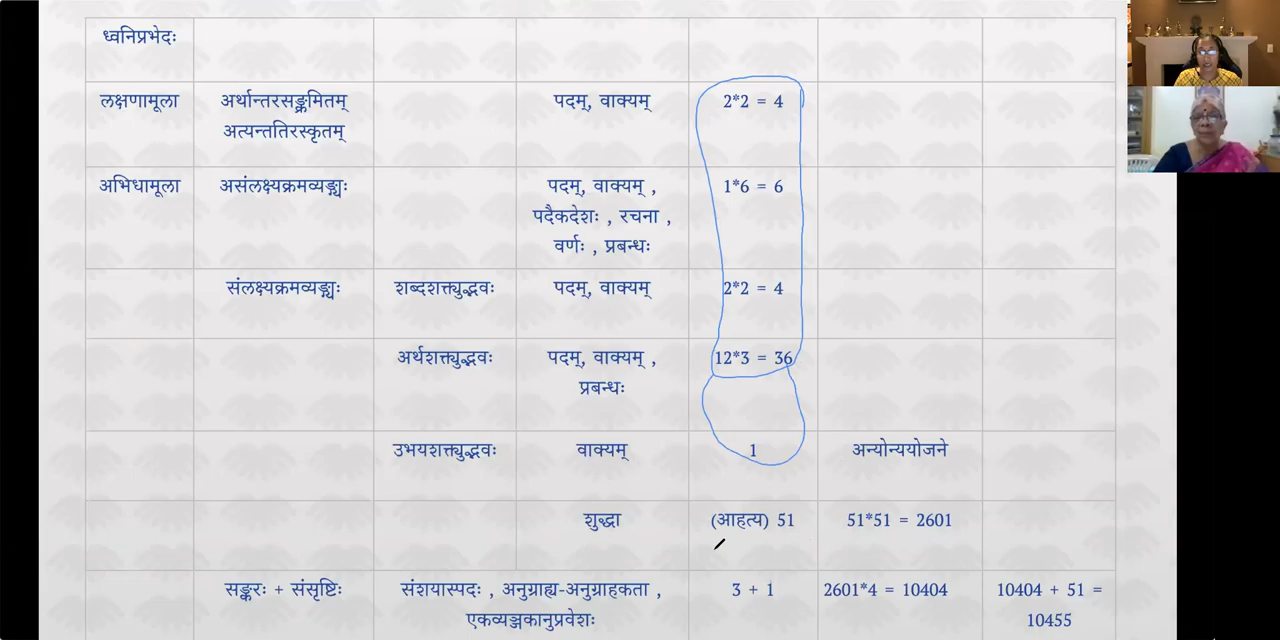 ध्वनिप्रभेदः
लक्षणामूला अर्थान्तरसङ्क्रमितम् पदम्, वाक्यम् 2*2 = 4
अत्यन्ततिरस्कृतम्
अभिधामूला असंलक्ष्यक्रमव्यङ्ग्यः पदम्, वाक्यम् , 1*6 = 6
पदैकदेशः , रचना ,
वर्णः , प्रबन्धः
संलक्ष्यक्रमव्यङ्ग्यः शब्दशक्त्युद्भवः पदम्, वाक्यम् 2*2 = 4
अर्थशक्त्युद्भवः पदम्, वाक्यम् , 12*3 = 36
प्रबन्धः
उभयशक्त्युद्भवः वाक्यम् 1 अन्योन्ययोजने
शुद्धा (आहत्य) 51 51*51 = 2601
सङ्करः + संसृष्टिः संशयास्पदः , अनुग्राह्य-अनुग्राहकता , 3 + 1 2601*4 = 10404 10404 + 51 =
एकव्यञ्जकानुप्रवेशः 10455